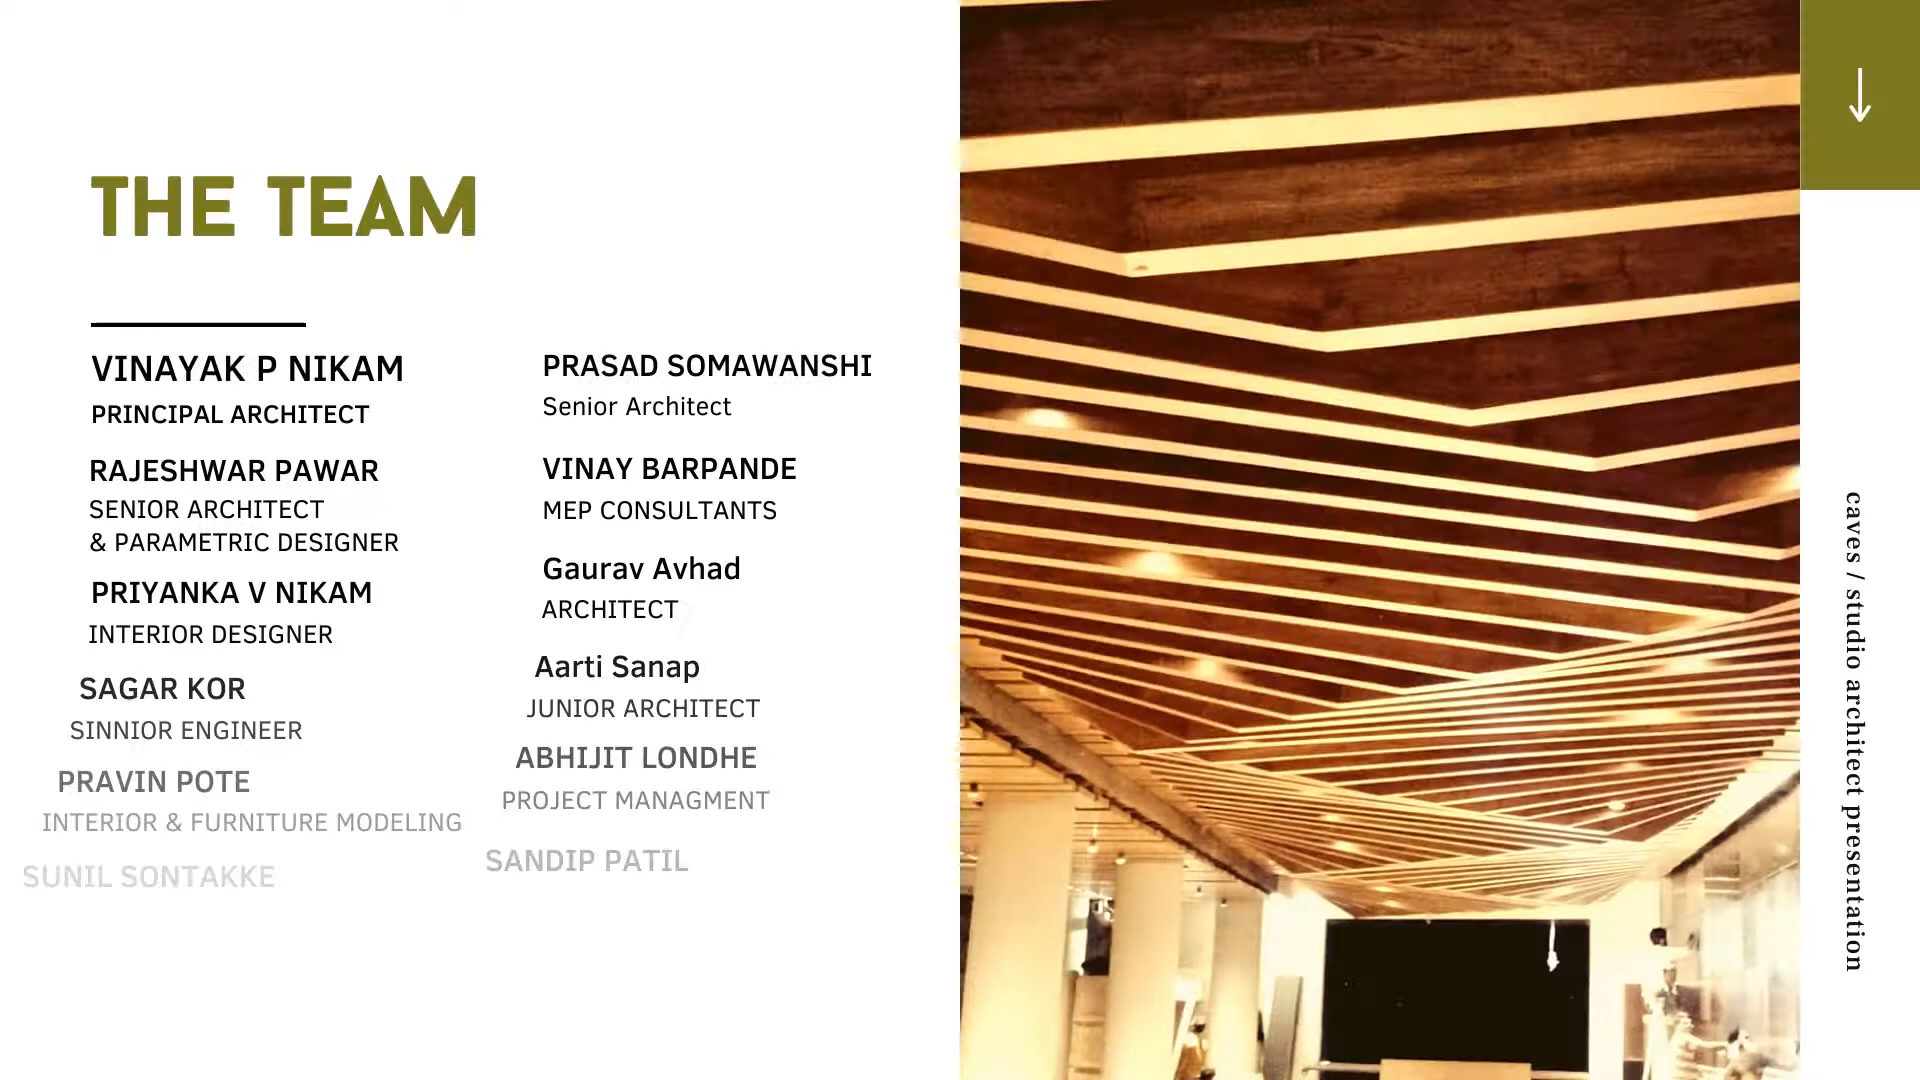 THE TEAM
VINAYAK P NIKAM
PRINCIPAL ARCHITECT
RAJESHWAR PAWAR
SENIOR ARCHITECT
& PARAMETRIC DESIGNER
PRIYANKA V NIKAM
INTERIOR DESIGNER
SAGAR KOR
SINNIOR ENGINEER
PRAVIN POTE
INTERIOR & FURNITURE MODELING
SUNIL SONTAKKE
PRASAD SOMAWANSHI
Senior Architect
VINAY BARPANDE
MEP CONSULTANTS
Gaurav Avhad
ARCHITECT
Aarti Sanap
JUNIOR ARCHITECT
ABHIJIT LONDHE
PROJECT MANAGMENT
SANDIP PATIL
caves / studio architect presentation